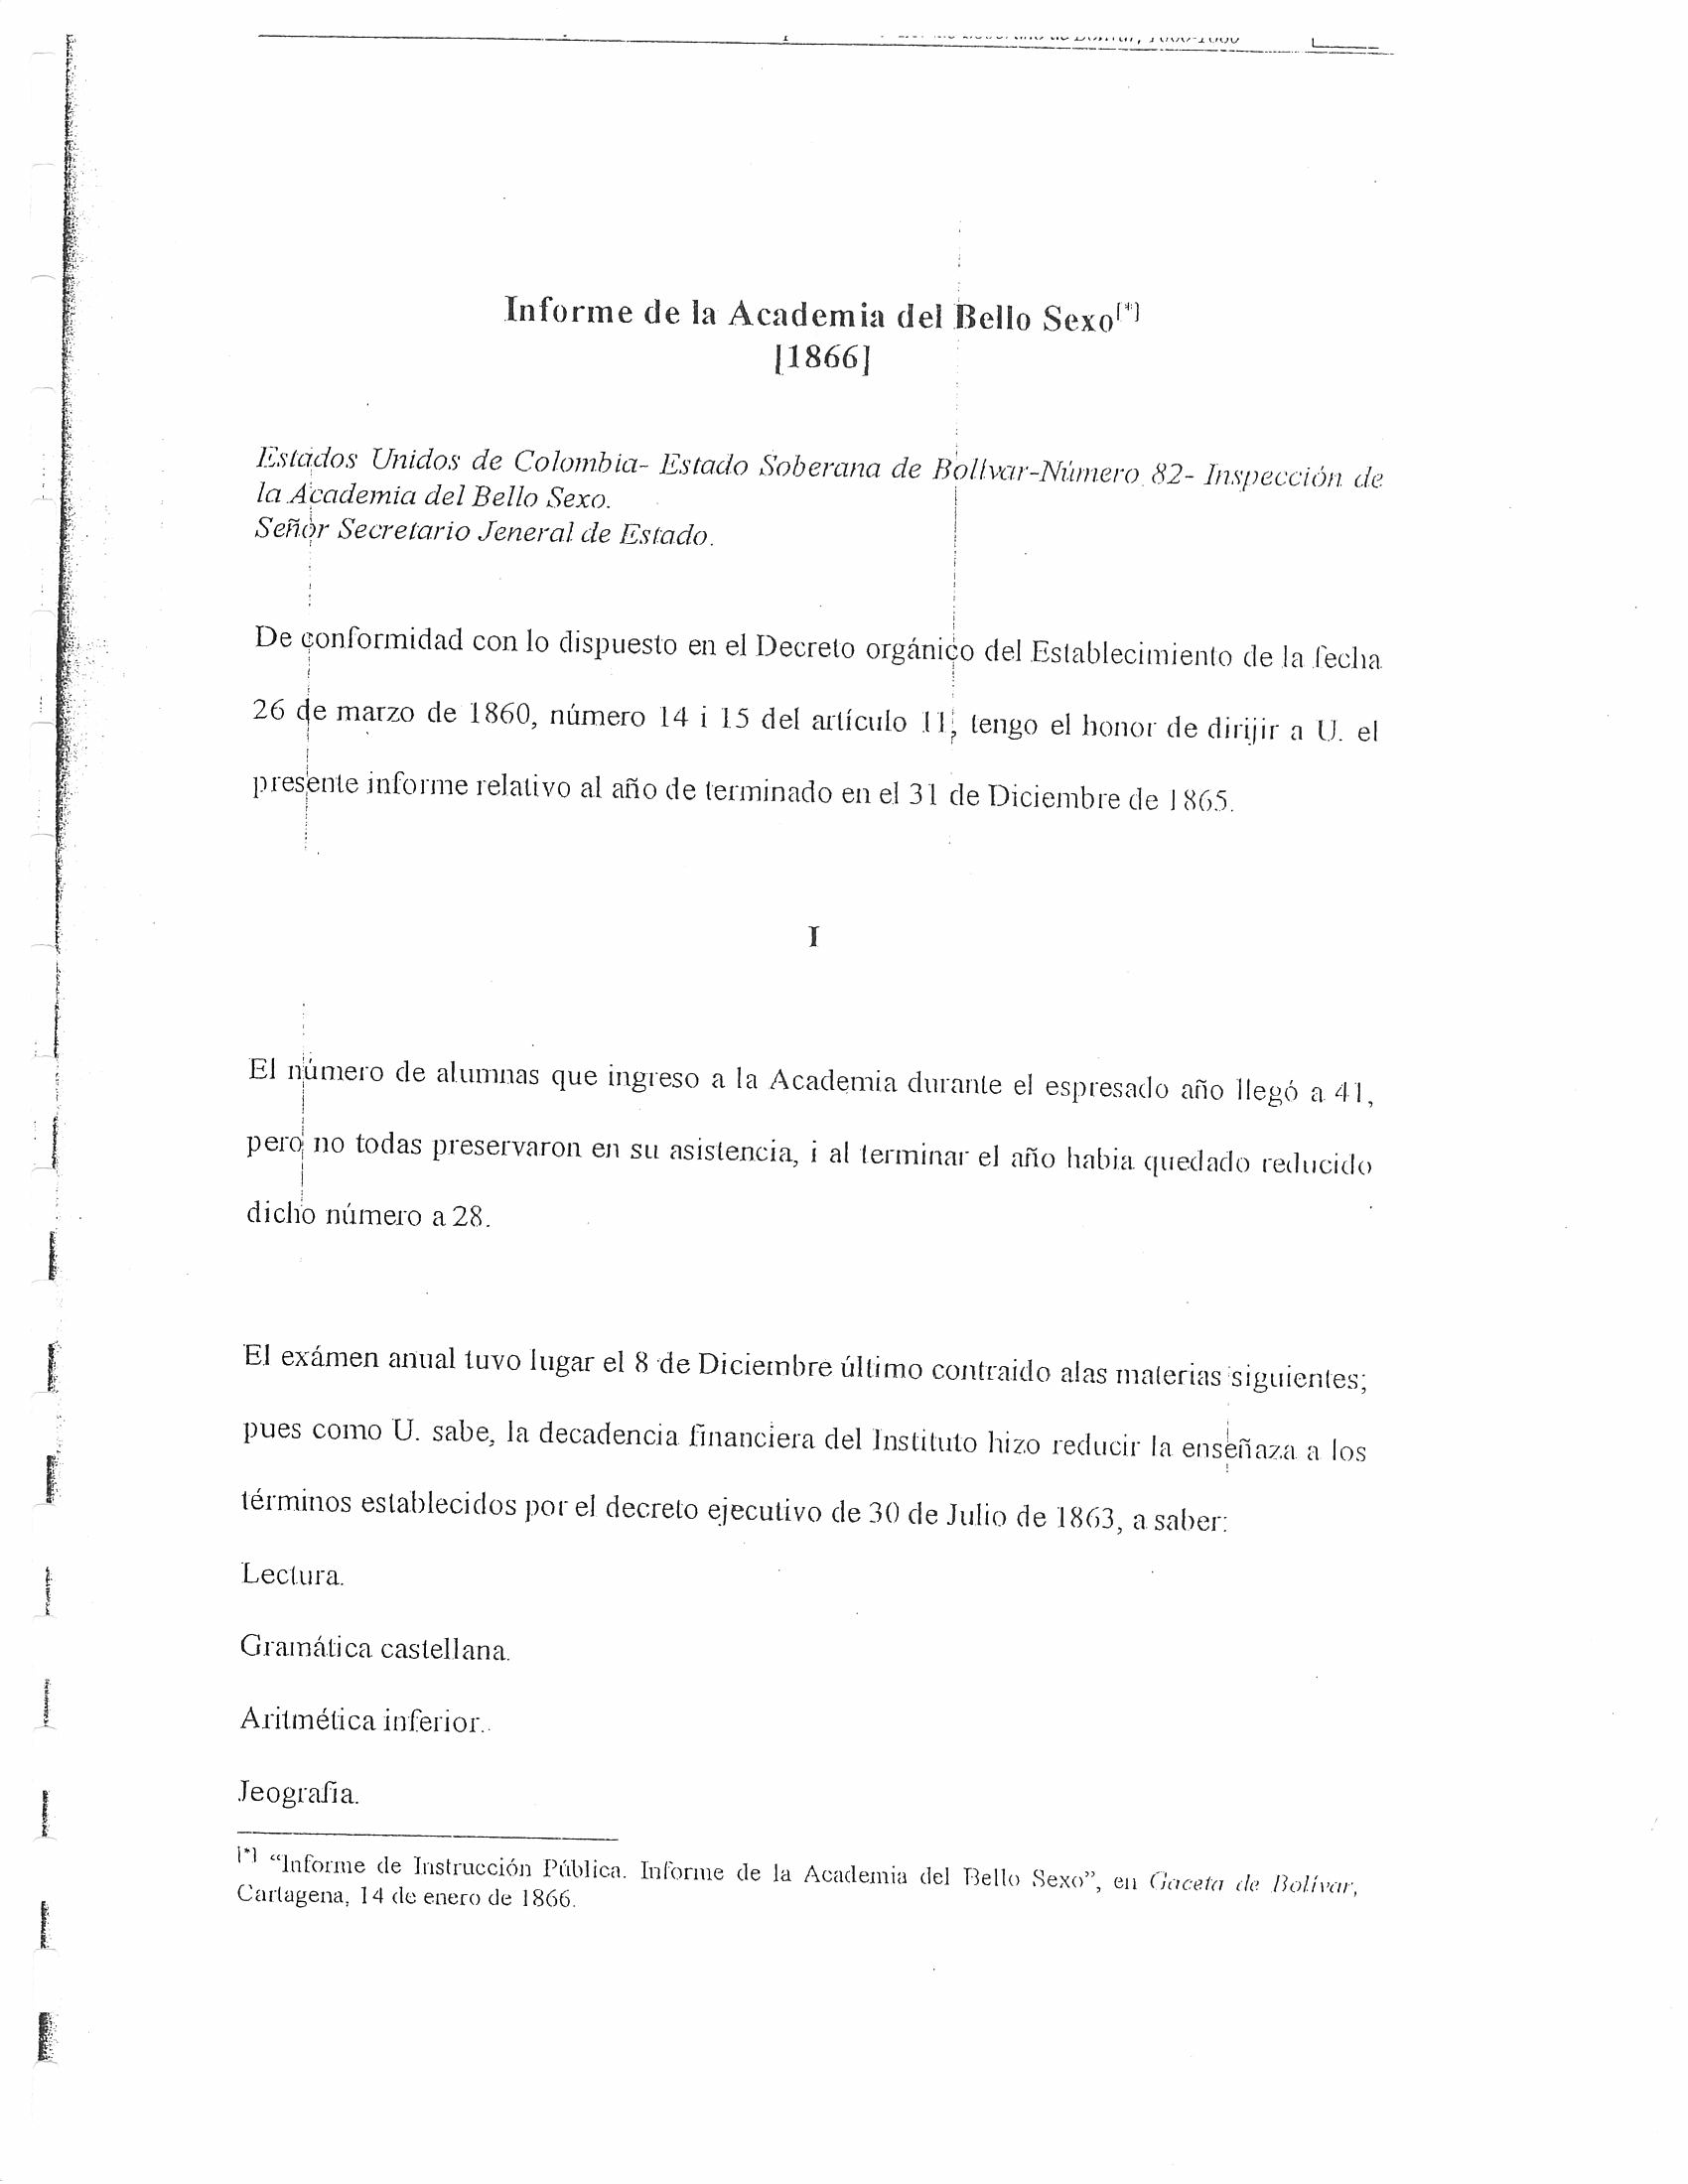 Informe de la Academia del Bello Sexo[*]
[1866]
Estados Unidos de Colombia- Estado Soberana de Bolívar-Número 82- Inspección de
la Academia del Bello Sexo.
Señor Secretario Jeneral de Estado.
De conformidad con lo dispuesto en el Decreto orgánico del Establecimiento de la fecha
26 de marzo de 1860, número 14 i 15 del artículo 11, tengo el honor de dirijir a U. el
presente informe relativo al año de terminado en el 31 de Diciembre de 1865.
I
El número de alumnas que ingreso a la Academia durante el espresado año llegó a 41,
pero no todas preservaron en su asistencia, i al terminar el año habia quedado reducido
dicho número a 28.
El exámen anual tuvo lugar el 8 de Diciembre último contraido alas materias siguientes;
pues como U. sabe, la decadencia financiera del Instituto hizo reducir la enseñaza a los
términos establecidos por el decreto ejecutivo de 30 de Julio de 1863, a saber:
Lectura.
Gramática castellana.
Aritmética inferior.
Jeografía.
[*] “Informe de Instrucción Pública. Informe de la Academia del Bello Sexo”, en Gaceta de Bolívar,
Cartagena, 14 de enero de 1866.